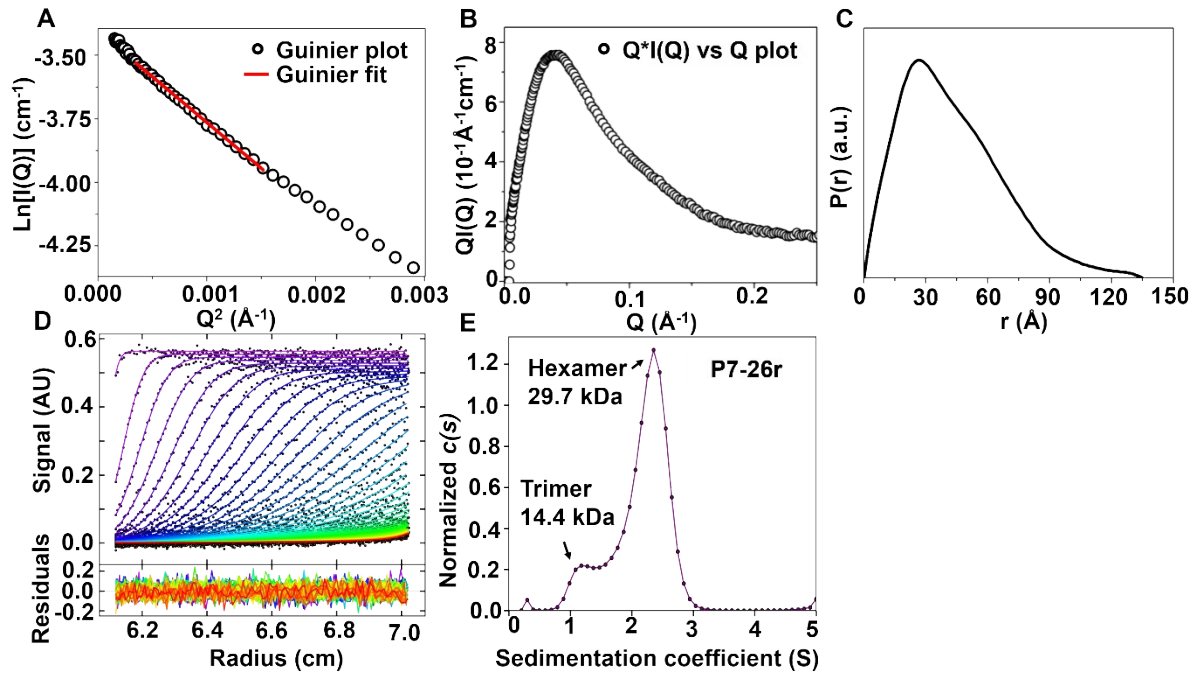 A
Guinier plot
Guinier fit
Ln[I(Q)] (cm⁻¹)
-3.50
-3.75
-4.00
-4.25
0.000 0.001 0.002 0.003
Q² (Å⁻¹)
B
Q*I(Q) vs Q plot
QI(Q) (10⁻¹Å⁻¹cm⁻¹)
8
6
4
2
0
0.0 0.1 0.2
Q (Å⁻¹)
C
P(r) (a.u.)
0 30 60 90 120 150
r (Å)
D
Signal (AU)
0.6
0.4
0.2
0.0
Residuals
0.2
0.0
-0.2
6.2 6.4 6.6 6.8 7.0
Radius (cm)
E
Hexamer
29.7 kDa
P7-26r
Trimer
14.4 kDa
Normalized c(s)
1.2
1.0
0.8
0.6
0.4
0.2
0.0
0 1 2 3 4 5
Sedimentation coefficient (S)